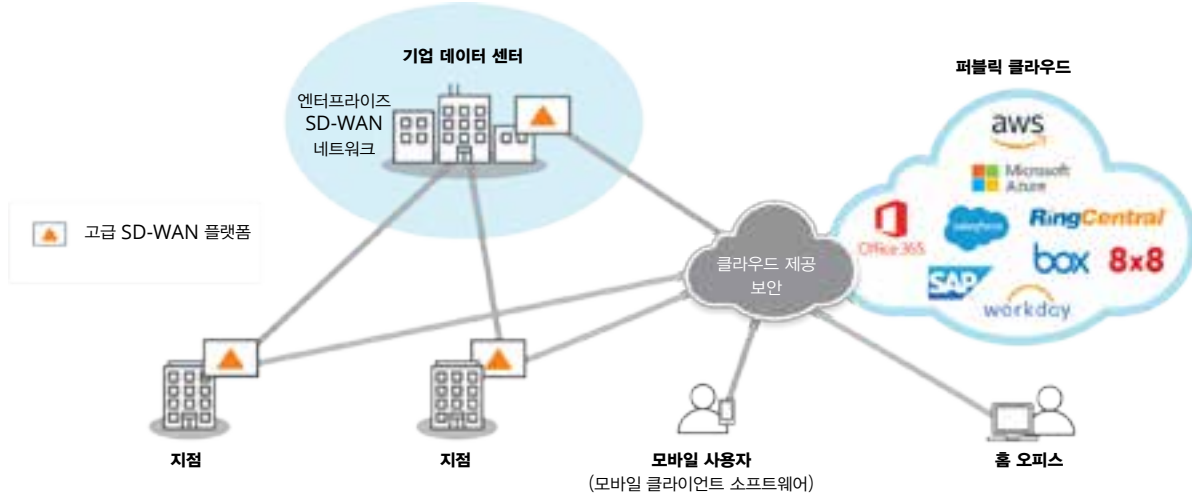 기업 데이터 센터
엔터프라이즈
SD-WAN
네트워크
퍼블릭 클라우드
aws
Microsoft
Azure
Office 365
salesforce
RingCentral
box
8x8
SAP
workday
고급 SD-WAN 플랫폼
클라우드 제공
보안
지점
지점
모바일 사용자
(모바일 클라이언트 소프트웨어)
홈 오피스